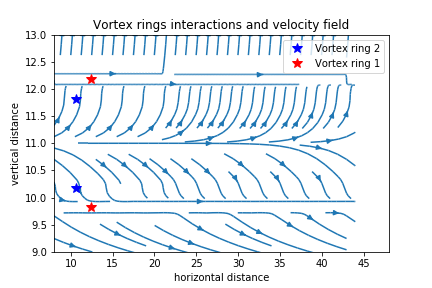 Vortex rings interactions and velocity field
Vortex ring 2
Vortex ring 1
vertical distance
13.0
12.5
12.0
11.5
11.0
10.5
10.0
9.5
9.0
10 15 20 25 30 35 40 45
horizontal distance